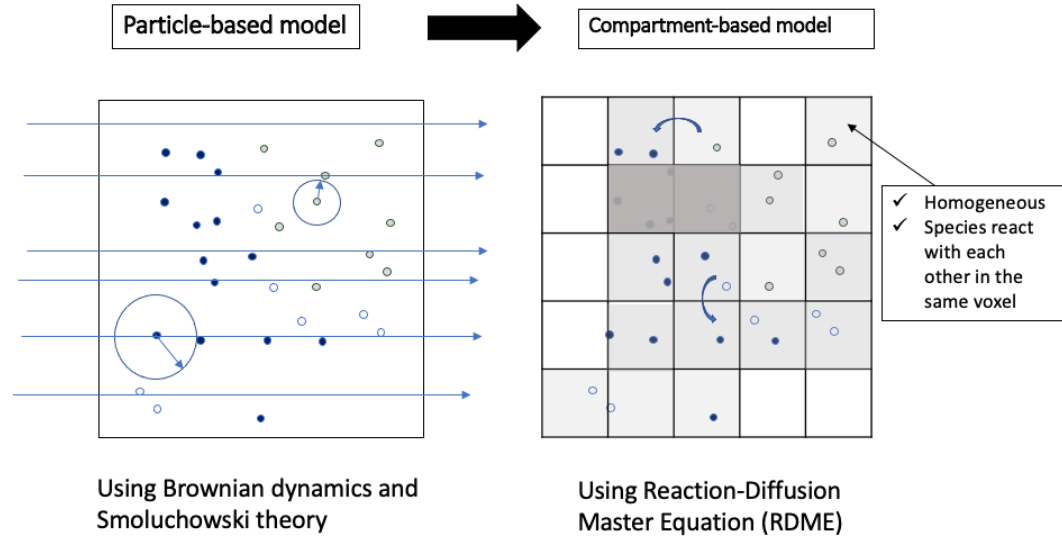 Particle-based model
Compartment-based model
✓ Homogeneous
✓ Species react
with each
other in the
same voxel
Using Brownian dynamics and
Smoluchowski theory
Using Reaction-Diffusion
Master Equation (RDME)